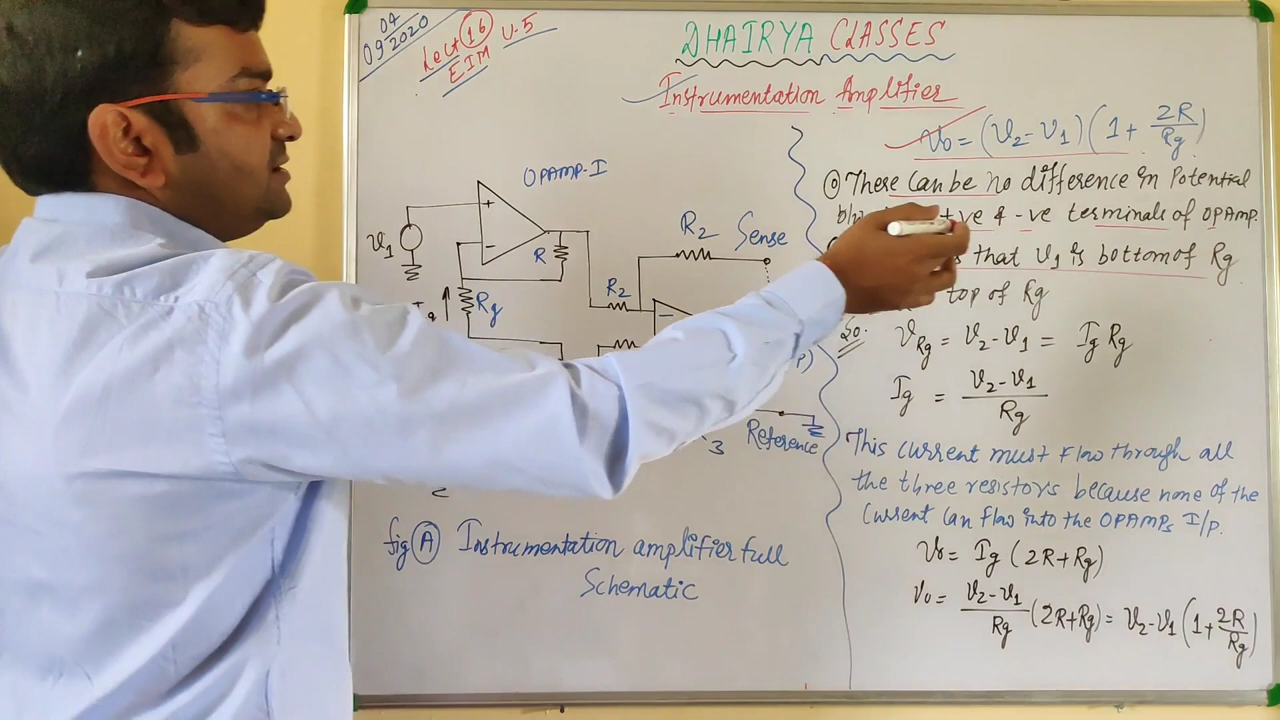 04
09 2020
Lect 16 U.5
EIM
DHAIRYA CLASSES
Instrumentation Amplifier
V0 = (V2-V1) (1 + 2R/Rg)
There can be no difference in Potential
b/w +ve & -ve terminals of OPAMP.
that V1 is bottom of Rg
top of Rg
So.
VRg = V2-V1 = Ig Rg
Ig = V2-V1/Rg
This current must Flow through all
the three resistors because none of the
Current can flow into the OPAMPs I/p.
V0 = Ig (2R+Rg)
V0 = V2-V1/Rg (2R+Rg) = V2-V1 (1+2R/Rg)
OPAMP-I
+
-
V1
R
Rg
R2
R2 Sense
-
Reference
3
2
fig A Instrumentation amplifier full
Schematic